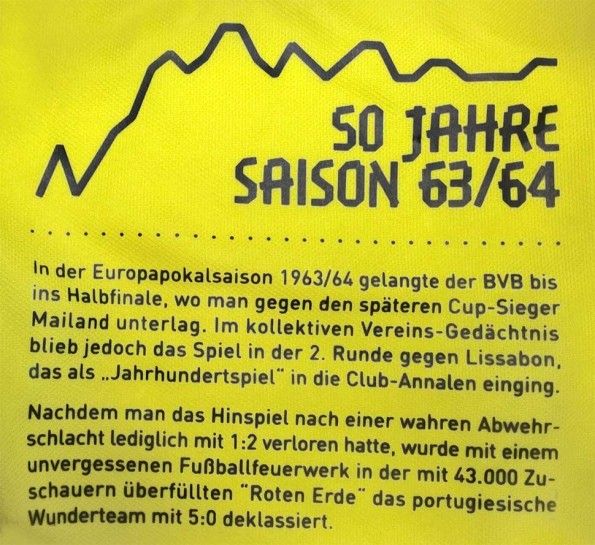 50 JAHRE
SAISON 63/64
In der Europapokalsaison 1963/64 gelangte der BVB bis
ins Halbfinale, wo man gegen den späteren Cup-Sieger
Mailand unterlag. Im kollektiven Vereins-Gedächtnis
blieb jedoch das Spiel in der 2. Runde gegen Lissabon,
das als „Jahrhundertspiel" in die Club-Annalen einging.
Nachdem man das Hinspiel nach einer wahren Abwehr-
schlacht lediglich mit 1:2 verloren hatte, wurde mit einem
unvergessenen Fußballfeuerwerk in der mit 43.000 Zu-
schauern überfüllten "Roten Erde" das portugiesische
Wunderteam mit 5:0 deklassiert.